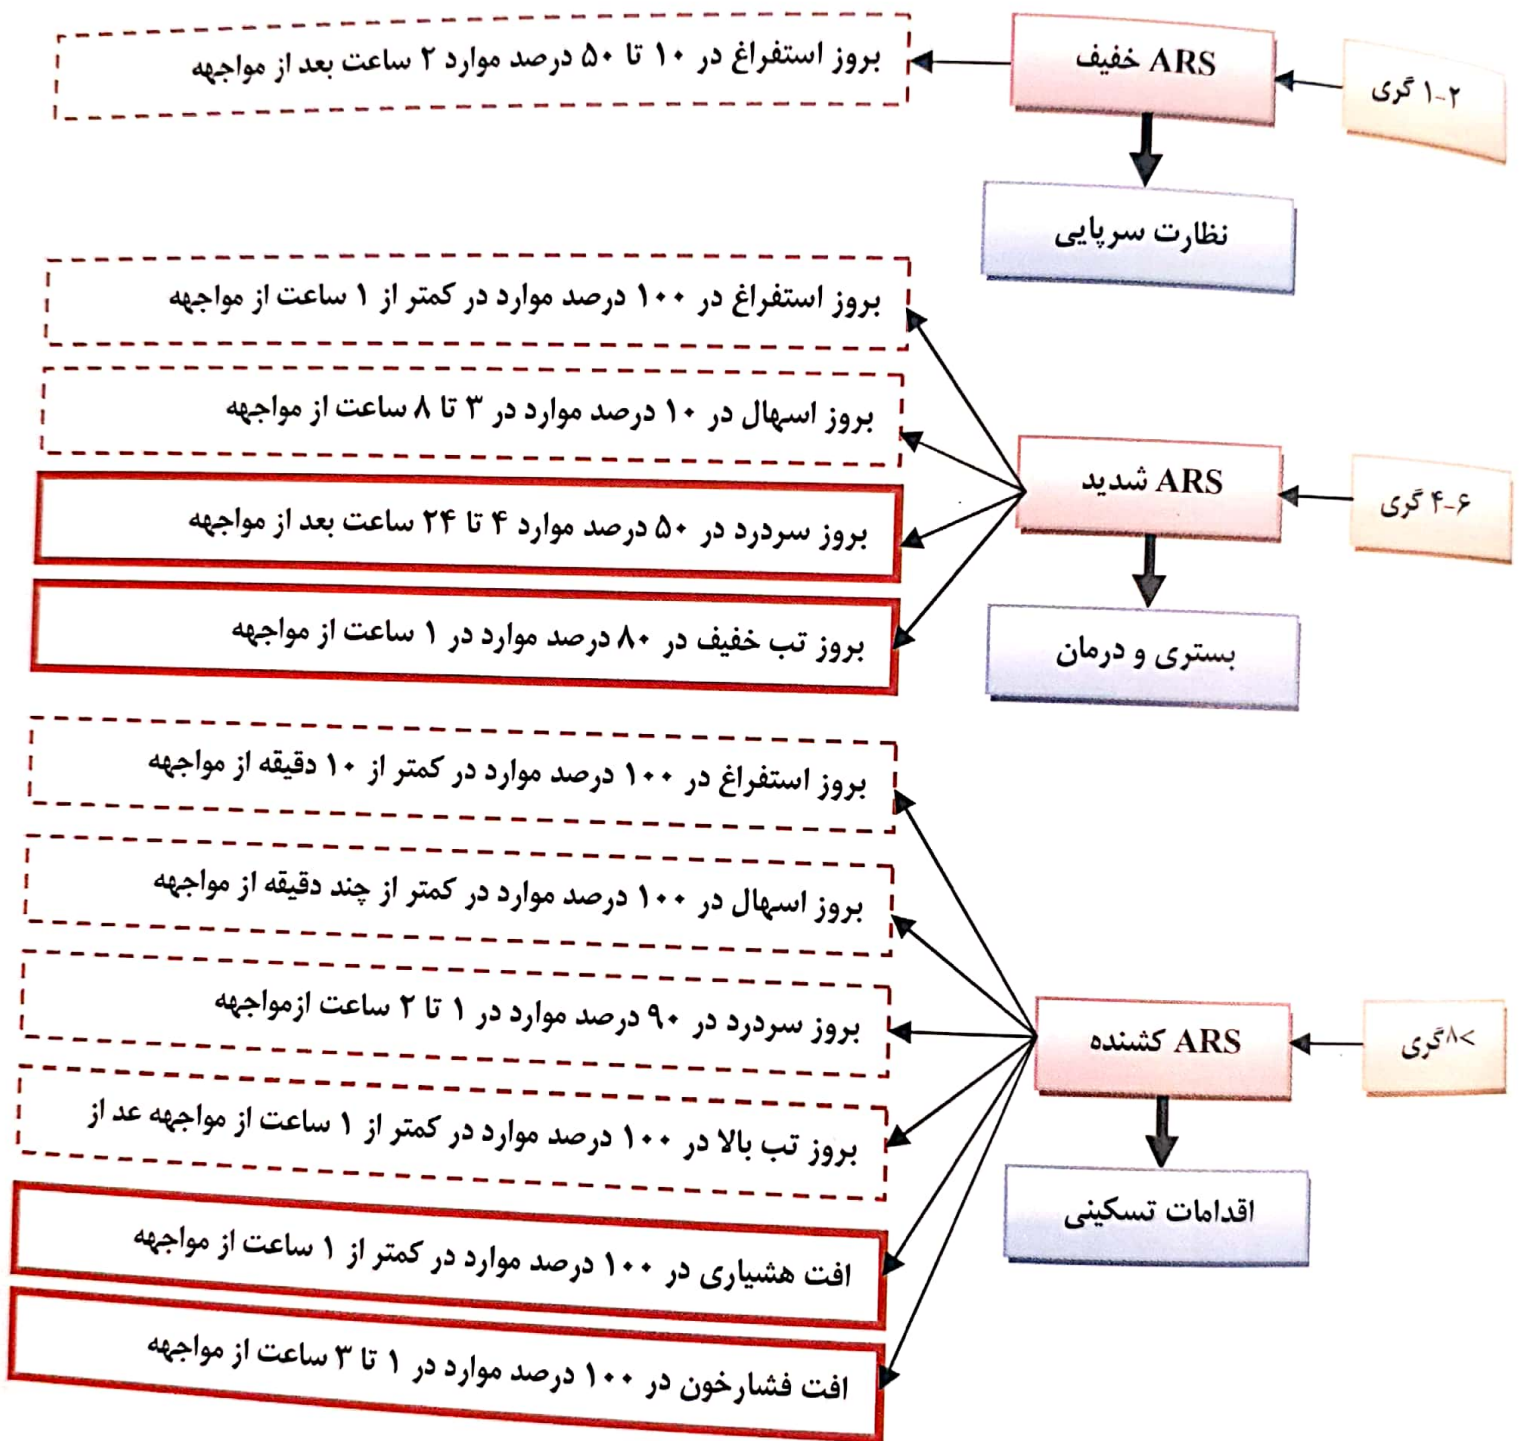 ۱-۲ گری
ARS خفیف
بروز استفراغ در ۱۰ تا ۵۰ درصد موارد ۲ ساعت بعد از مواجهه
نظارت سرپایی
۴-۶ گری
ARS شدید
بروز استفراغ در ۱۰۰ درصد موارد در کمتر از ۱ ساعت از مواجهه
بروز اسهال در ۱۰ درصد موارد در ۳ تا ۸ ساعت از مواجهه
بروز سردرد در ۵۰ درصد موارد ۴ تا ۲۴ ساعت بعد از مواجهه
بروز تب خفیف در ۸۰ درصد موارد در ۱ ساعت از مواجهه
بستری و درمان
>۸گری
ARS کشنده
بروز استفراغ در ۱۰۰ درصد موارد در کمتر از ۱۰ دقیقه از مواجهه
بروز اسهال در ۱۰۰ درصد موارد در کمتر از چند دقیقه از مواجهه
بروز سردرد در ۹۰ درصد موارد در ۱ تا ۲ ساعت ازمواجهه
بروز تب بالا در ۱۰۰ درصد موارد در کمتر از ۱ ساعت از مواجهه عد از
افت هشیاری در ۱۰۰ درصد موارد در کمتر از ۱ ساعت از مواجهه
افت فشارخون در ۱۰۰ درصد موارد در ۱ تا ۳ ساعت از مواجهه
اقدامات تسکینی